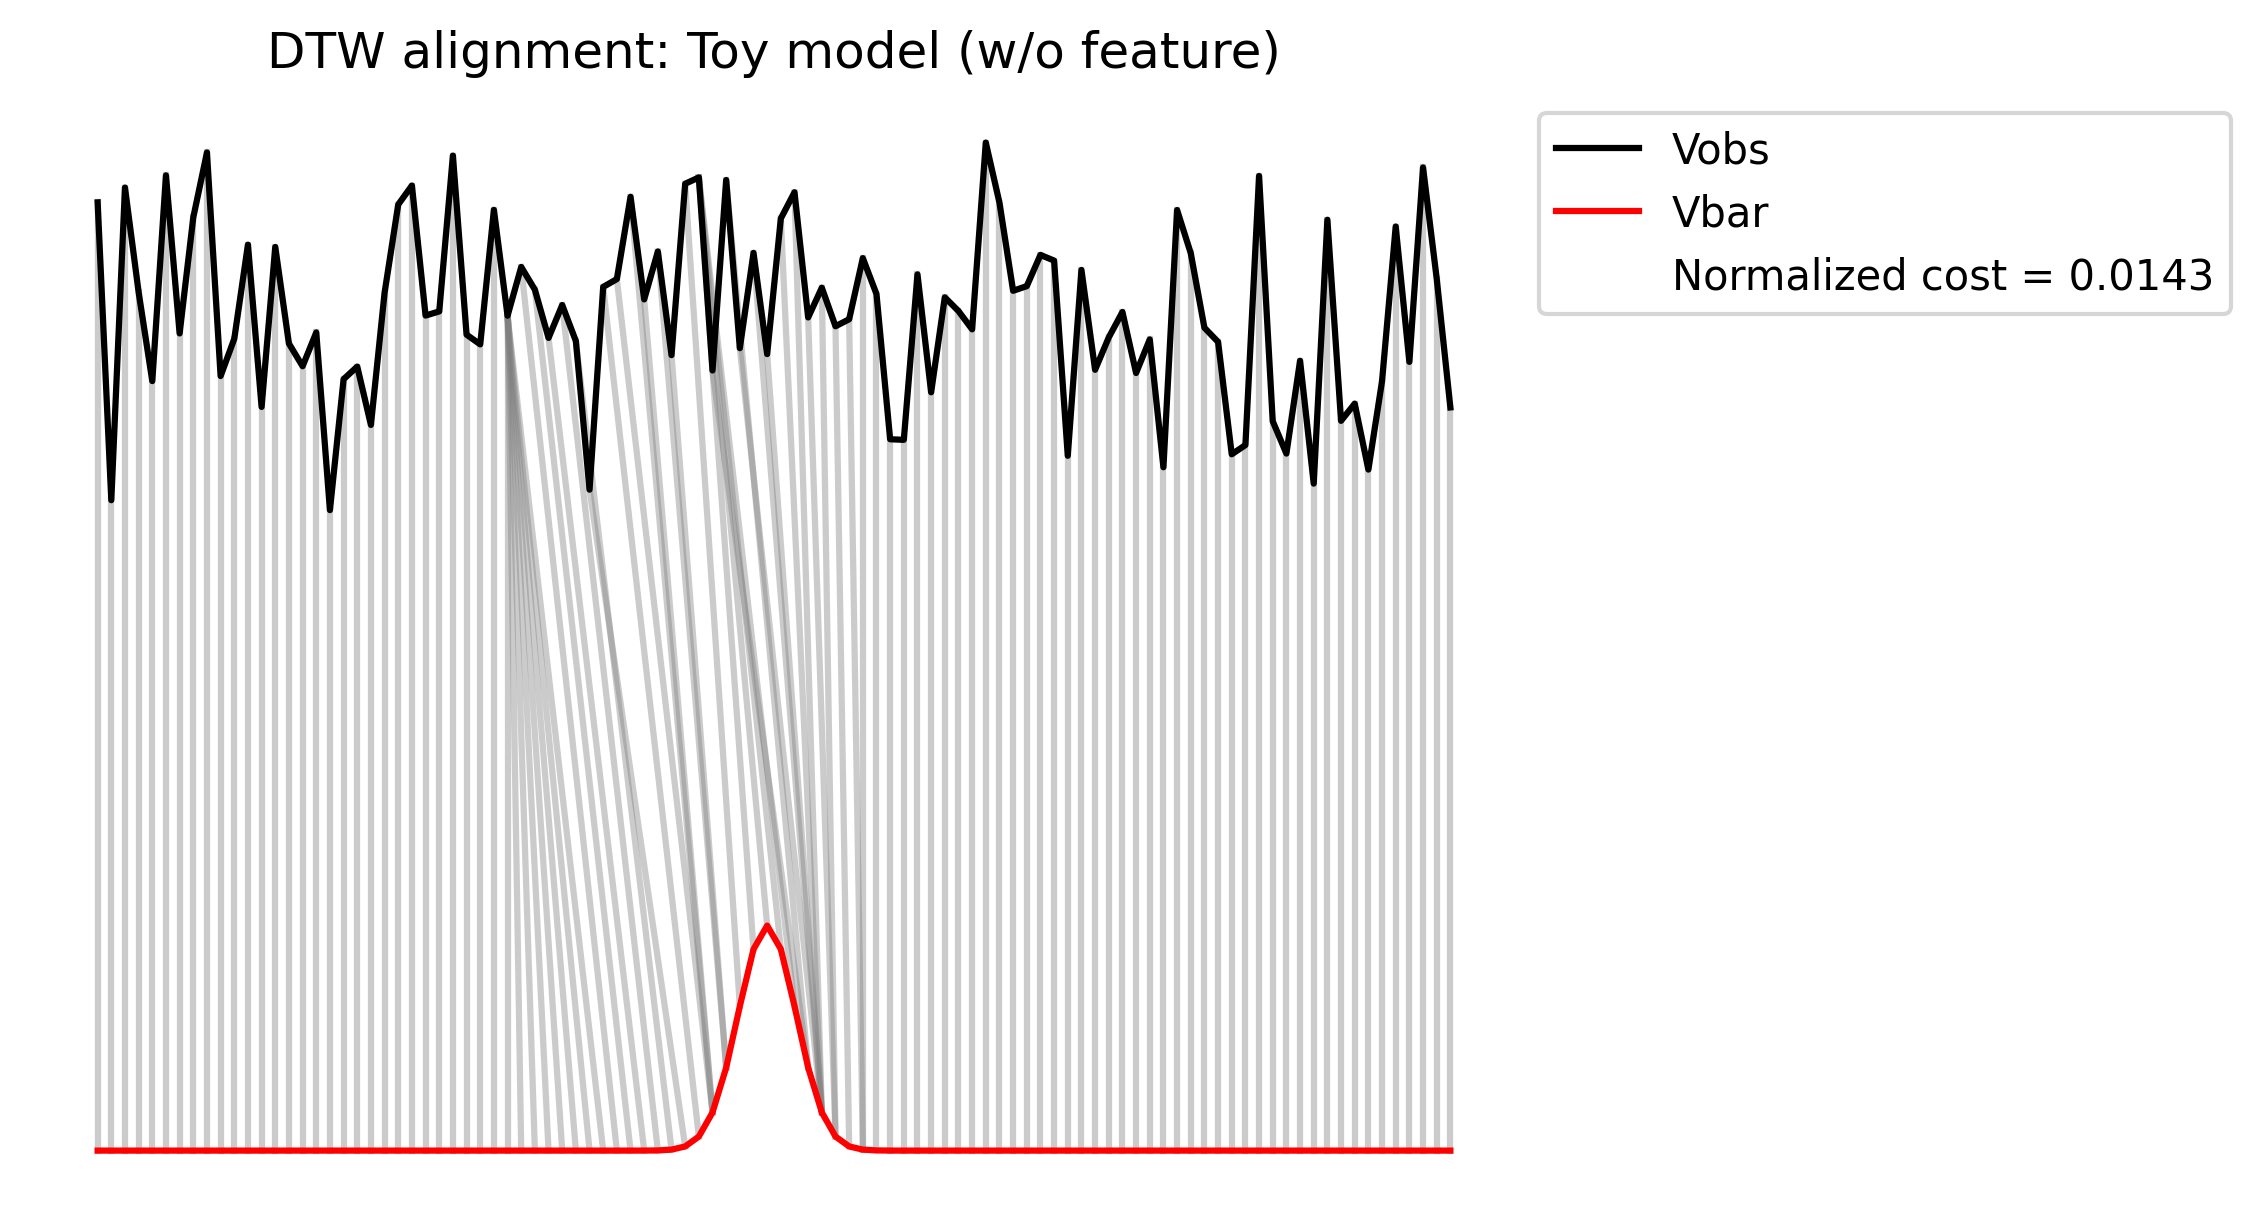 DTW alignment: Toy model (w/o feature)
Vobs
Vbar
Normalized cost = 0.0143